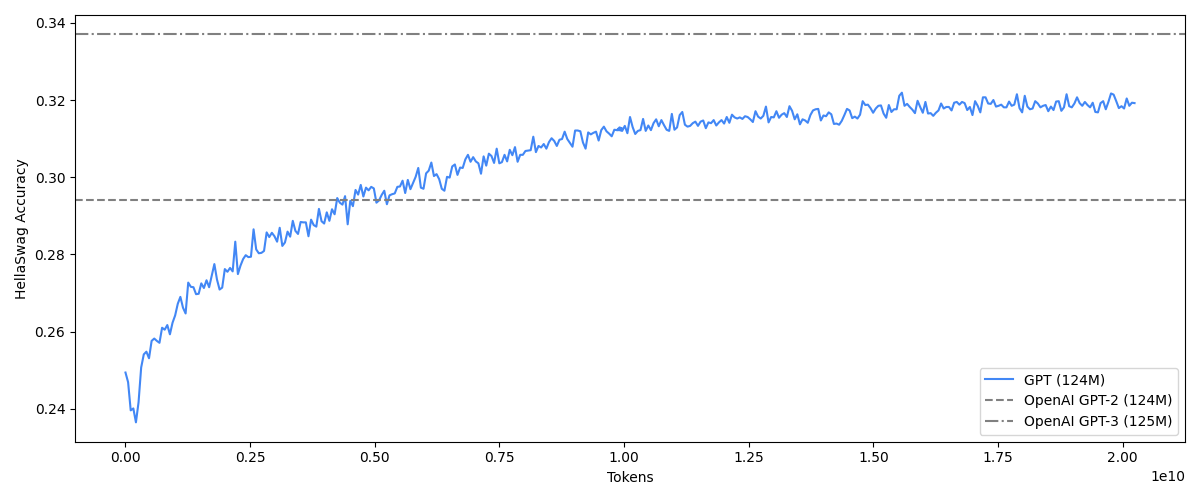 0.34
0.32
0.30
0.28
0.26
0.24
HellaSwag Accuracy
GPT (124M)
OpenAI GPT-2 (124M)
OpenAI GPT-3 (125M)
0.00 0.25 0.50 0.75 1.00 1.25 1.50 1.75 2.00
1e10
Tokens